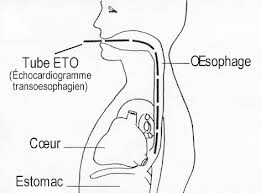 Tube ETO
(Échocardiogramme
transoesophagien)
Œsophage
Cœur
Estomac